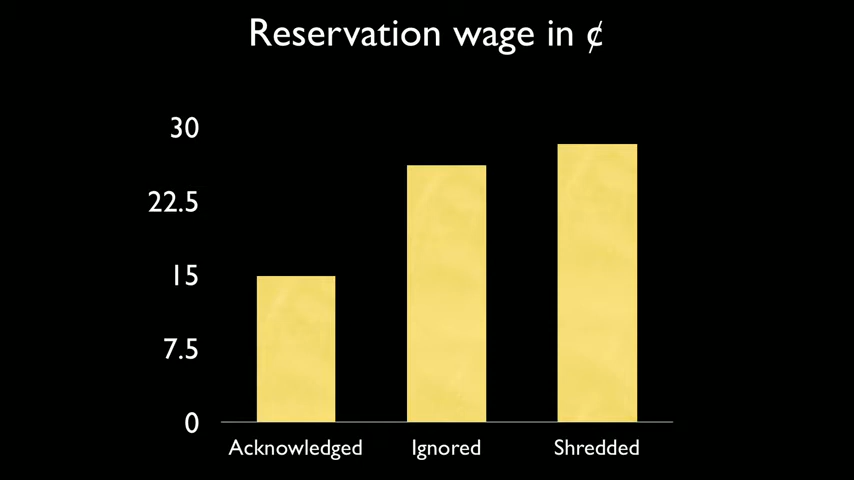 Reservation wage in ¢
30
22.5
15
7.5
0
Acknowledged Ignored Shredded